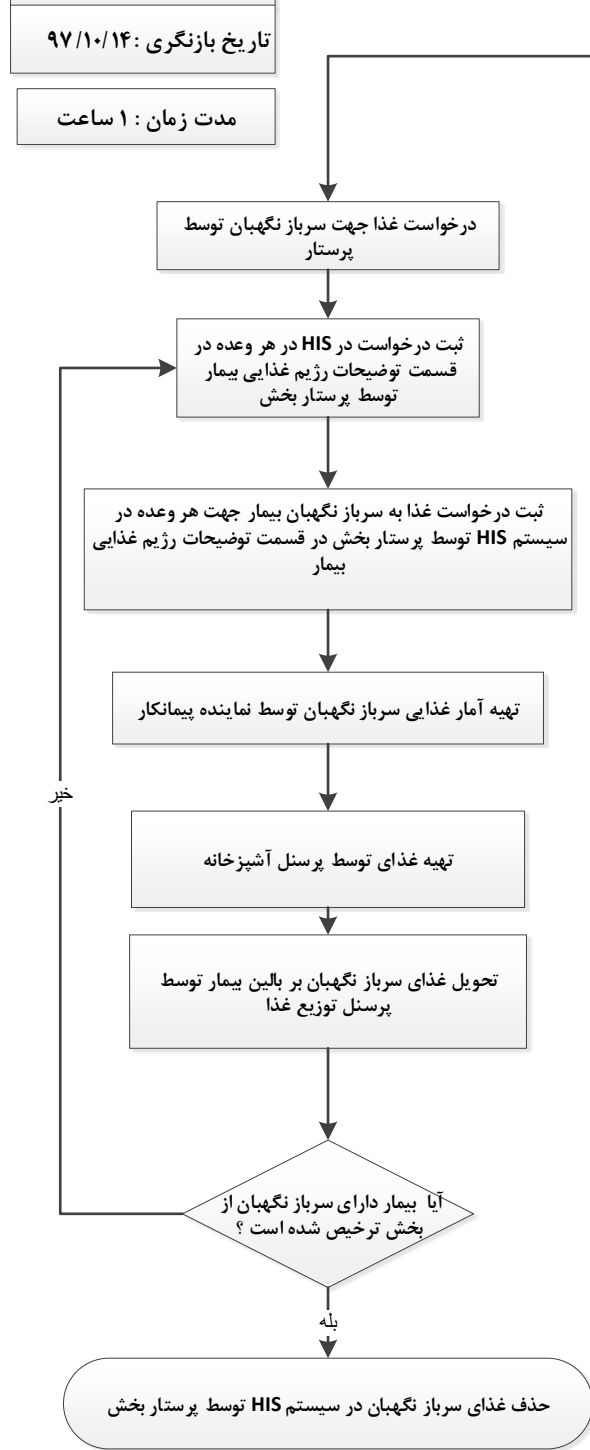 تاریخ بازنگری : ۹۷/۱۰/۱۴
مدت زمان : ۱ ساعت
درخواست غذا جهت سرباز نگهبان توسط
پرستار
ثبت درخواست در HIS در هر وعده در
قسمت توضیحات رژیم غذایی بیمار
توسط پرستار بخش
ثبت درخواست غذا به سرباز نگهبان بیمار جهت هر وعده در
سیستم HIS توسط پرستار بخش در قسمت توضیحات رژیم غذایی
بیمار
تهیه آمار غذایی سرباز نگهبان توسط نماینده پیمانکار
تهیه غذای توسط پرسنل آشپزخانه
تحویل غذای سرباز نگهبان بر بالین بیمار توسط
پرسنل توزیع غذا
آیا بیمار دارای سرباز نگهبان از
بخش ترخیص شده است ؟
خیر
بله
حذف غذای سرباز نگهبان در سیستم HIS توسط پرستار بخش